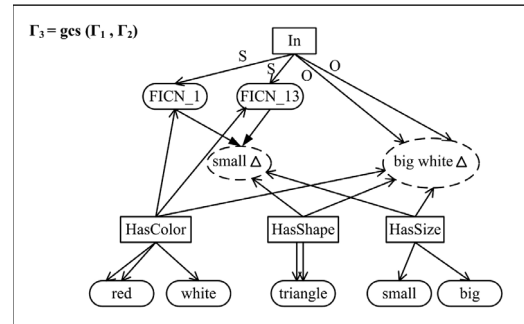 Γ₃ = gcs (Γ₁ , Γ₂)
In
S
O
S
O
FICN_1
FICN_13
small Δ
big white Δ
HasColor
HasShape
HasSize
red
white
triangle
small
big